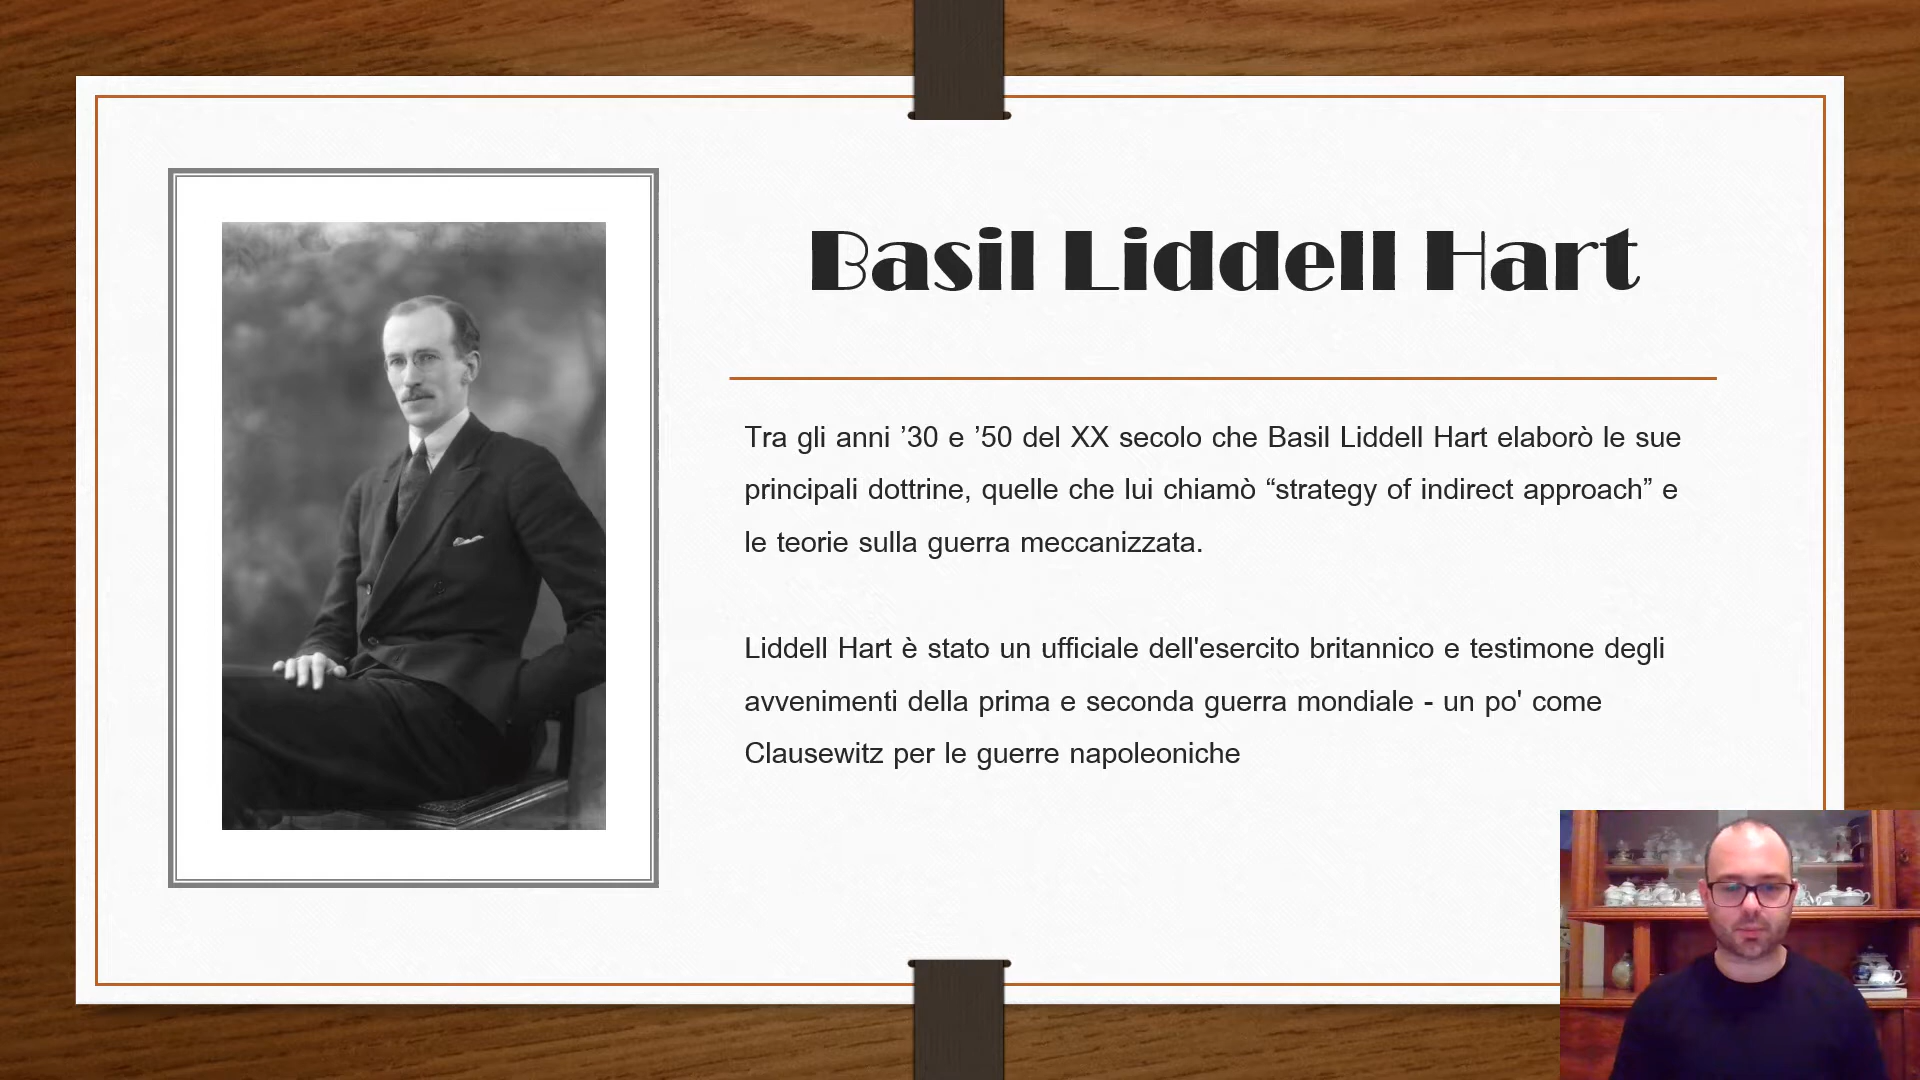 Basil Liddell Hart
Tra gli anni ’30 e ’50 del XX secolo che Basil Liddell Hart elaborò le sue
principali dottrine, quelle che lui chiamò “strategy of indirect approach” e
le teorie sulla guerra meccanizzata.
Liddell Hart è stato un ufficiale dell'esercito britannico e testimone degli
avvenimenti della prima e seconda guerra mondiale - un po' come
Clausewitz per le guerre napoleoniche